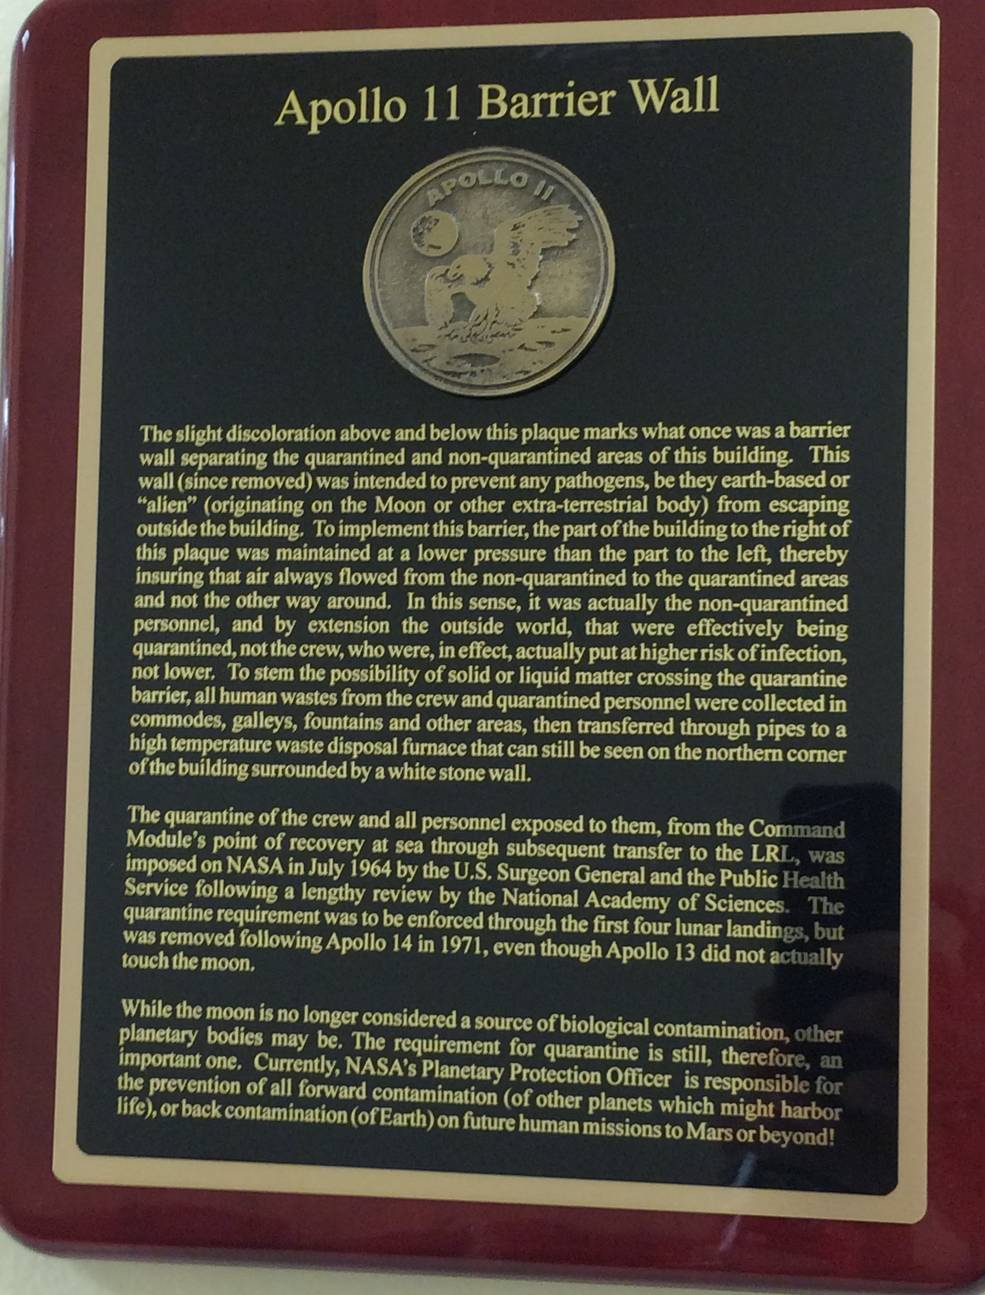 Apollo 11 Barrier Wall
APOLLO 11
The slight discoloration above and below this plaque marks what once was a barrier
wall separating the quarantined and non-quarantined areas of this building. This
wall (since removed) was intended to prevent any pathogens, be they earth-based or
“alien” (originating on the Moon or other extra-terrestrial body) from escaping
outside the building. To implement this barrier, the part of the building to the right of
this plaque was maintained at a lower pressure than the part to the left, thereby
insuring that air always flowed from the non-quarantined to the quarantined areas
and not the other way around. In this sense, it was actually the non-quarantined
personnel, and by extension the outside world, that were effectively being
quarantined, not the crew, who were, in effect, actually put at higher risk of infection,
not lower. To stem the possibility of solid or liquid matter crossing the quarantine
barrier, all human wastes from the crew and quarantined personnel were collected in
commodes, galleys, fountains and other areas, then transferred through pipes to a
high temperature waste disposal furnace that can still be seen on the northern corner
of the building surrounded by a white stone wall.
The quarantine of the crew and all personnel exposed to them, from the Command
Module’s point of recovery at sea through subsequent transfer to the LRL, was
imposed on NASA in July 1964 by the U.S. Surgeon General and the Public Health
Service following a lengthy review by the National Academy of Sciences. The
quarantine requirement was to be enforced through the first four lunar landings, but
was removed following Apollo 14 in 1971, even though Apollo 13 did not actually
touch the moon.
While the moon is no longer considered a source of biological contamination, other
planetary bodies may be. The requirement for quarantine is still, therefore, an
important one. Currently, NASA’s Planetary Protection Officer is responsible for
the prevention of all forward contamination (of other planets which might harbor
life), or back contamination (of Earth) on future human missions to Mars or beyond!